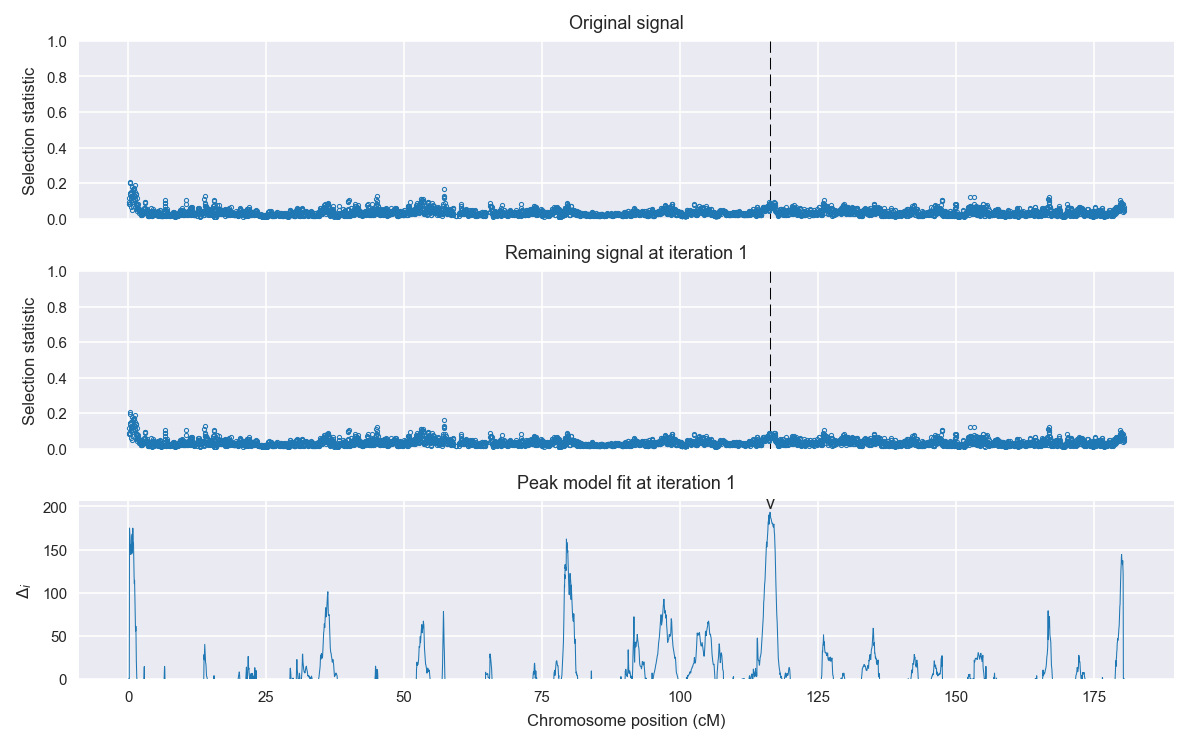 Original signal
1.0
0.8
0.6
0.4
0.2
0.0
Selection statistic
Remaining signal at iteration 1
1.0
0.8
0.6
0.4
0.2
0.0
Selection statistic
Peak model fit at iteration 1
v
200
150
100
50
0
Δi
0 25 50 75 100 125 150 175
Chromosome position (cM)